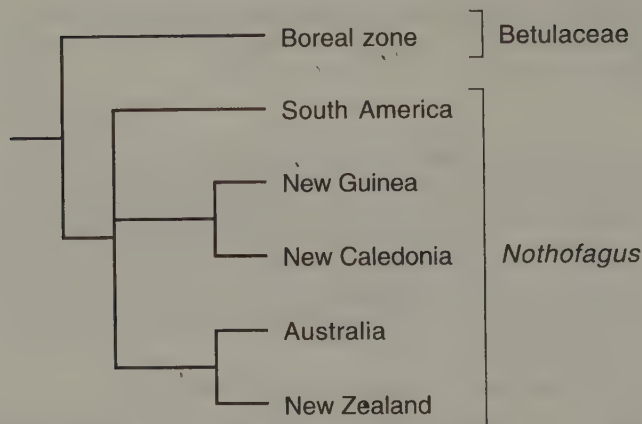 Boreal zone
Betulaceae
South America
New Guinea
New Caledonia
Nothofagus
Australia
New Zealand